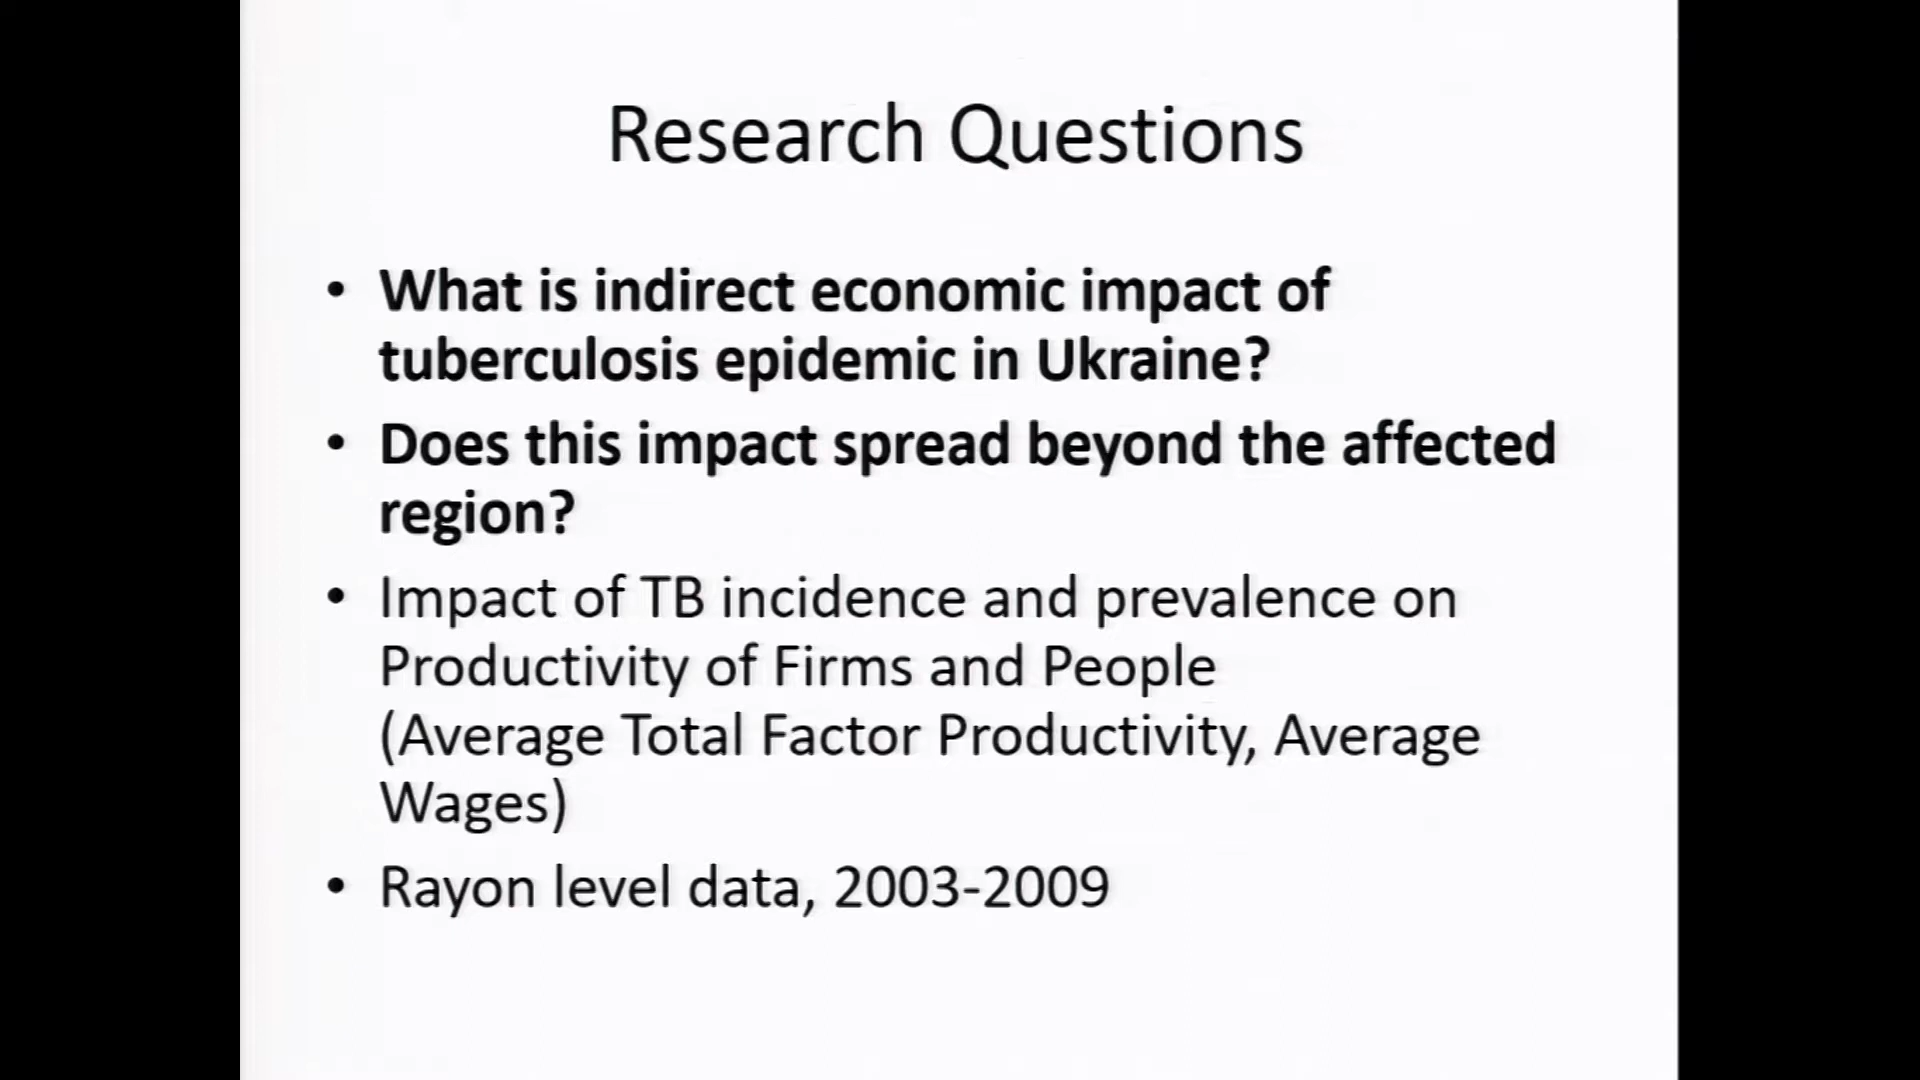 Research Questions
• What is indirect economic impact of
tuberculosis epidemic in Ukraine?
• Does this impact spread beyond the affected
region?
• Impact of TB incidence and prevalence on
Productivity of Firms and People
(Average Total Factor Productivity, Average
Wages)
• Rayon level data, 2003-2009